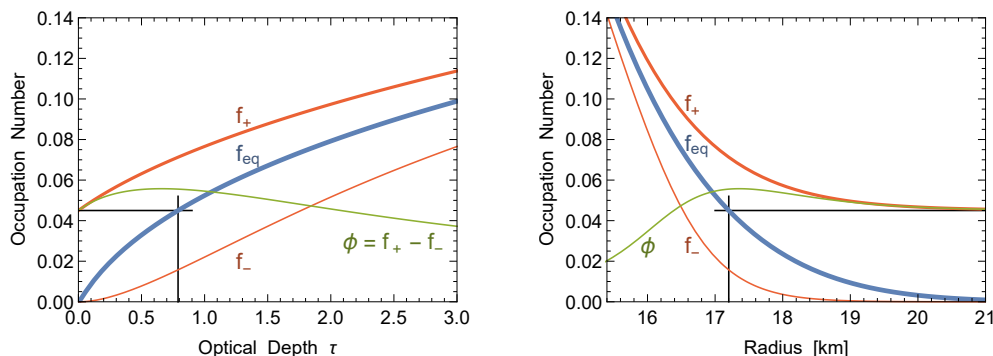 Occupation Number
0.14
0.12
0.10
0.08
0.06
0.04
0.02
0.00
f+
feq
ϕ = f+ − f−
f−
0.0 0.5 1.0 1.5 2.0 2.5 3.0
Optical Depth τ
Occupation Number
0.14
0.12
0.10
0.08
0.06
0.04
0.02
0.00
f+
feq
ϕ
f−
16 17 18 19 20 21
Radius [km]